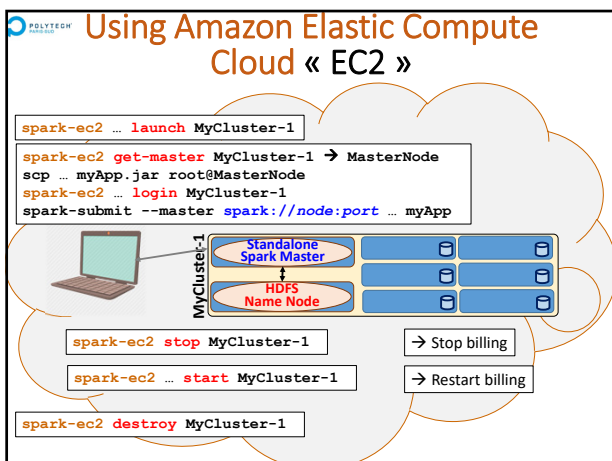 POLYTECH
PARIS-SUD
Using Amazon Elastic Compute
Cloud « EC2 »
spark-ec2 … launch MyCluster-1
spark-ec2 get-master MyCluster-1 → MasterNode
scp … myApp.jar root@MasterNode
spark-ec2 … login MyCluster-1
spark-submit --master spark://node:port … myApp
MyCluster-1
Standalone
Spark Master
HDFS
Name Node
spark-ec2 stop MyCluster-1
→ Stop billing
spark-ec2 … start MyCluster-1
→ Restart billing
spark-ec2 destroy MyCluster-1